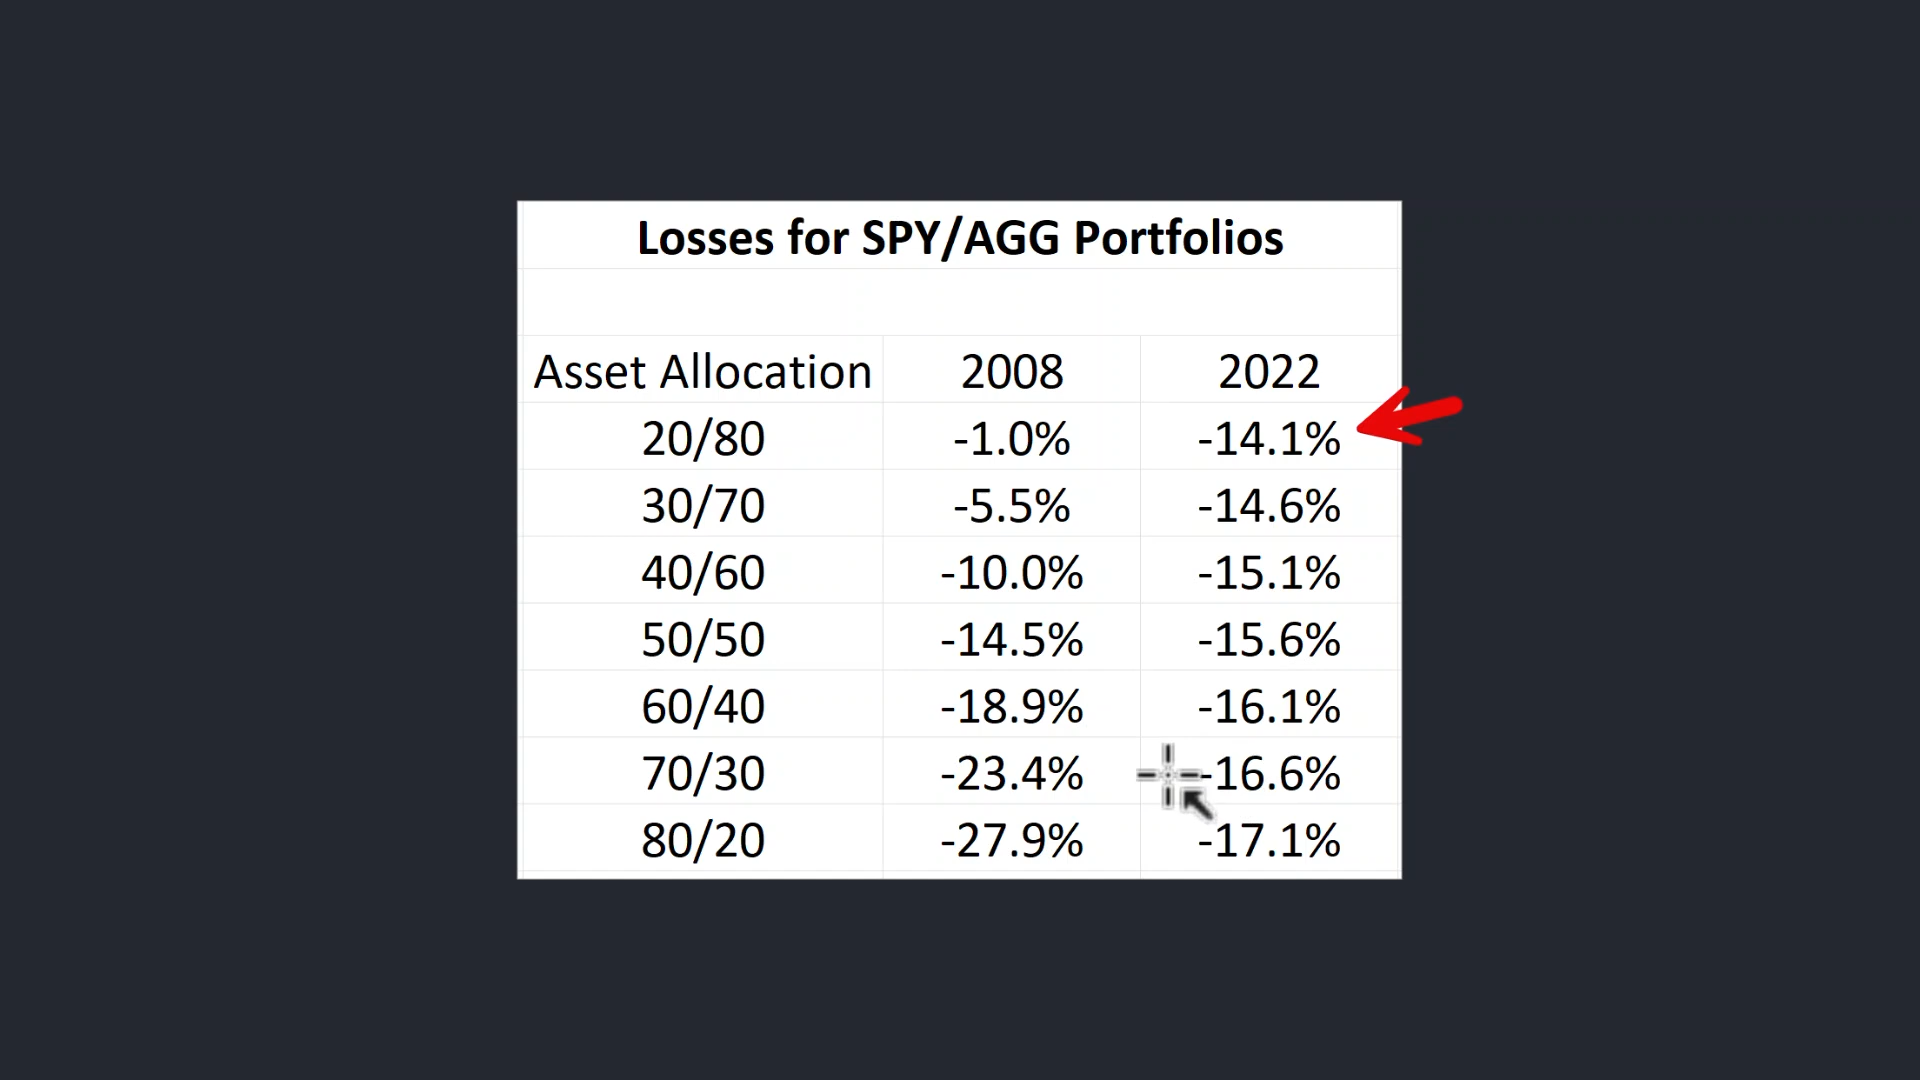 Losses for SPY/AGG Portfolios
Asset Allocation 2008 2022
20/80 -1.0% -14.1%
30/70 -5.5% -14.6%
40/60 -10.0% -15.1%
50/50 -14.5% -15.6%
60/40 -18.9% -16.1%
70/30 -23.4% -16.6%
80/20 -27.9% -17.1%